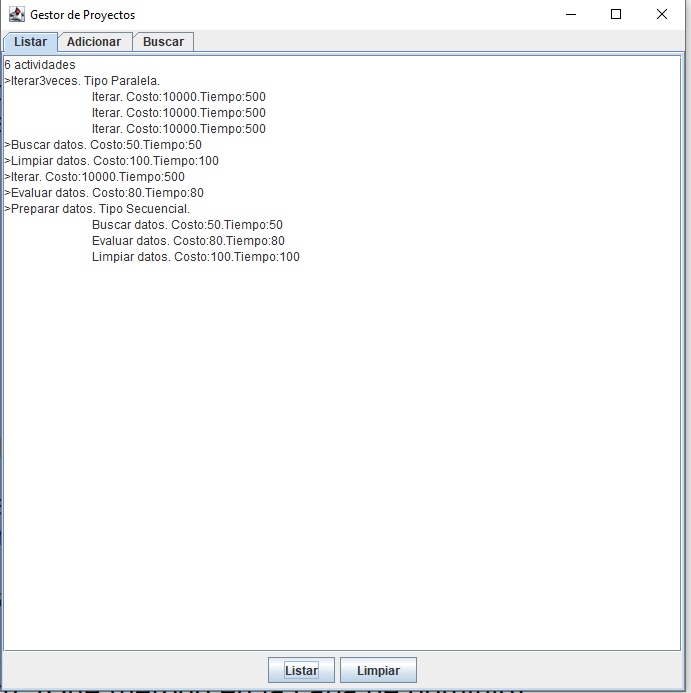 Gestor de Proyectos
Listar Adicionar Buscar
6 actividades
>Iterar3veces. Tipo Paralela.
Iterar. Costo:10000.Tiempo:500
Iterar. Costo:10000.Tiempo:500
Iterar. Costo:10000.Tiempo:500
>Buscar datos. Costo:50.Tiempo:50
>Limpiar datos. Costo:100.Tiempo:100
>Iterar. Costo:10000.Tiempo:500
>Evaluar datos. Costo:80.Tiempo:80
>Preparar datos. Tipo Secuencial.
Buscar datos. Costo:50.Tiempo:50
Evaluar datos. Costo:80.Tiempo:80
Limpiar datos. Costo:100.Tiempo:100
Listar Limpiar